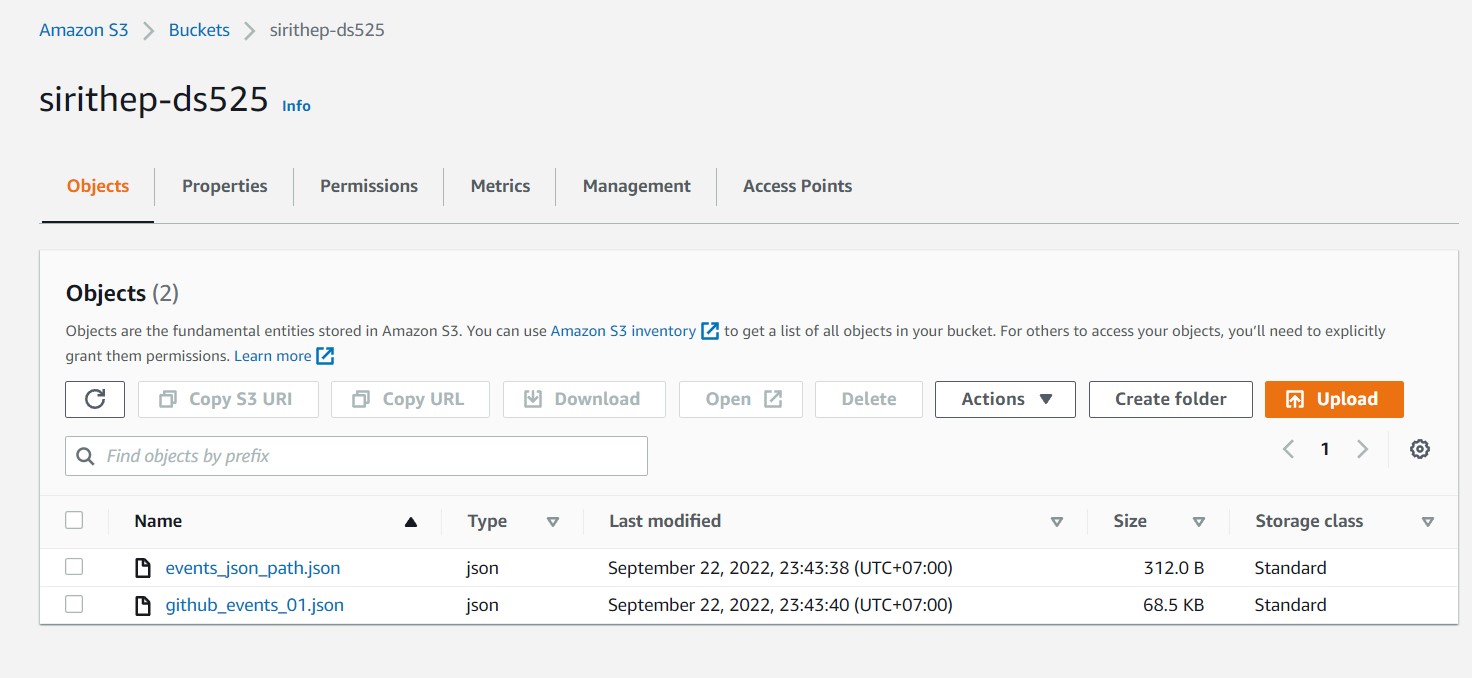 Amazon S3 > Buckets > sirithep-ds525
sirithep-ds525 Info
Objects Properties Permissions Metrics Management Access Points
Objects (2)
Objects are the fundamental entities stored in Amazon S3. You can use Amazon S3 inventory to get a list of all objects in your bucket. For others to access your objects, you'll need to explicitly
grant them permissions. Learn more
Copy S3 URI Copy URL Download Open Delete Actions Create folder Upload
Find objects by prefix 1
Name Type Last modified Size Storage class
events_json_path.json json September 22, 2022, 23:43:38 (UTC+07:00) 312.0 B Standard
github_events_01.json json September 22, 2022, 23:43:40 (UTC+07:00) 68.5 KB Standard